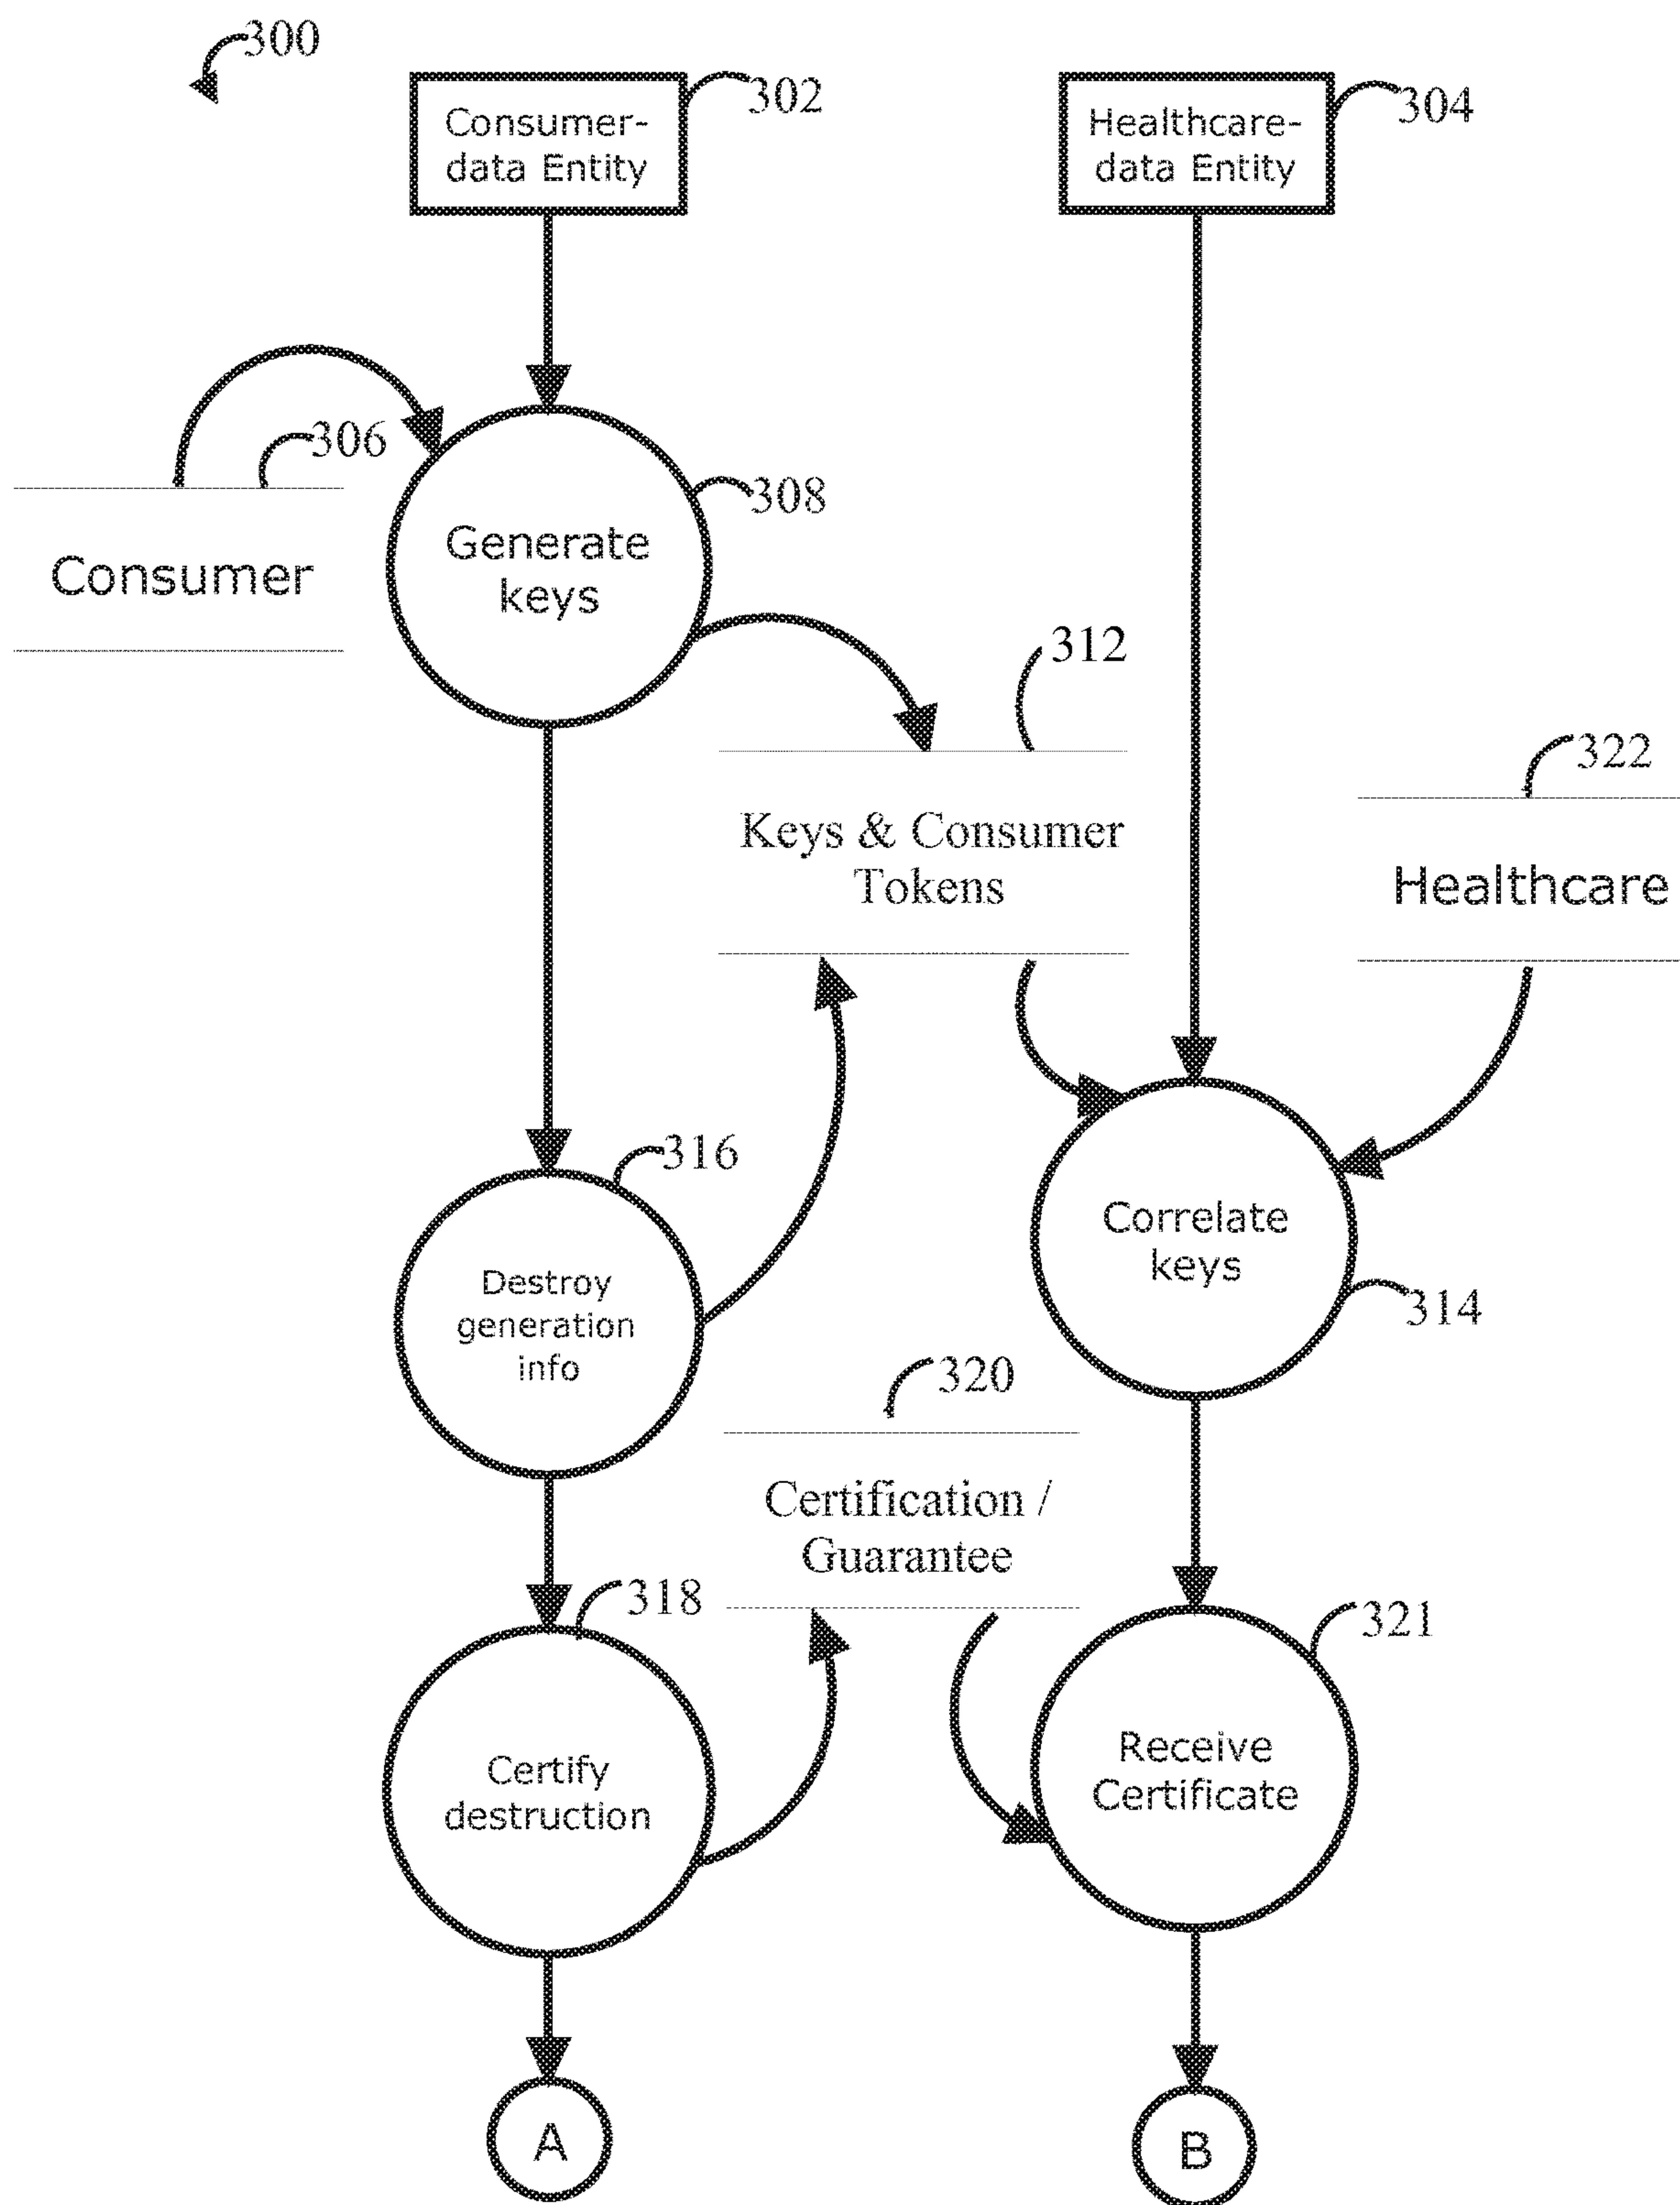 300
Consumer-
data Entity
302
Healthcare-
data Entity
304
306
Consumer
Generate
keys
308
312
Keys & Consumer
Tokens
322
Healthcare
316
Destroy
generation
info
Correlate
keys
314
320
Certification /
Guarantee
318
Certify
destruction
321
Receive
Certificate
A
B